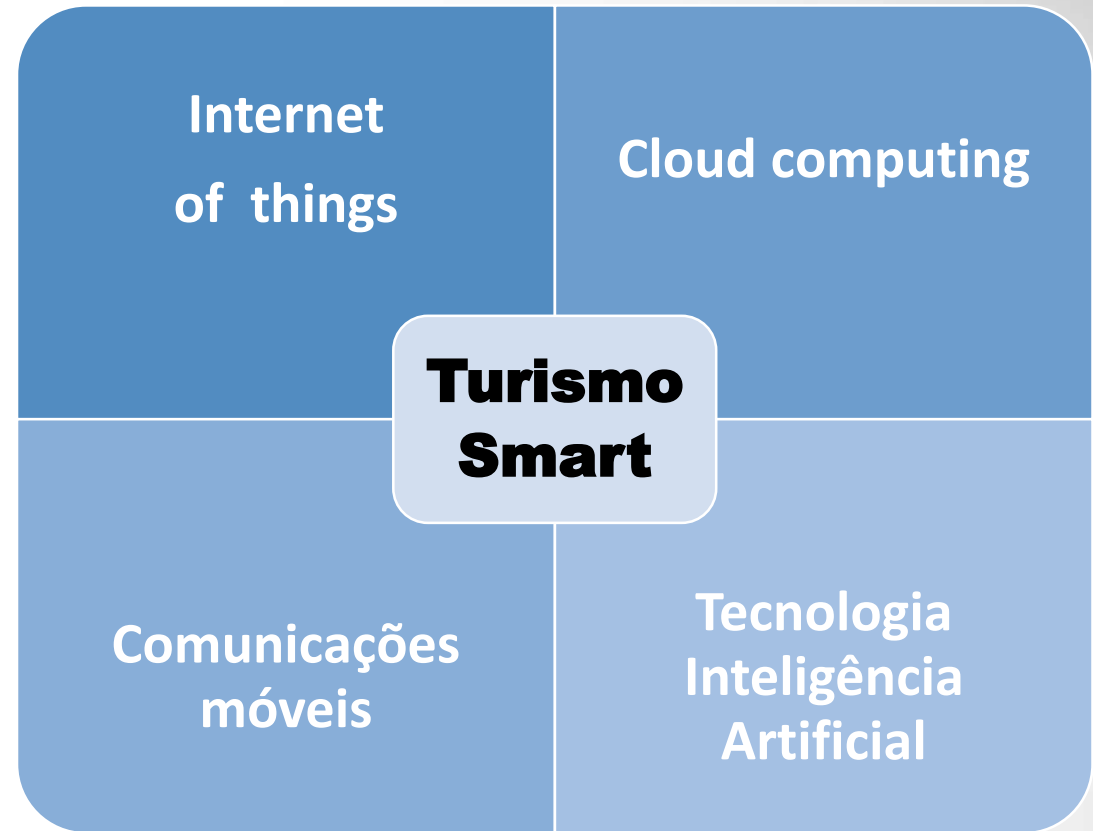 Internet
of things
Cloud computing
Turismo
Smart
Comunicações
móveis
Tecnologia
Inteligência
Artificial